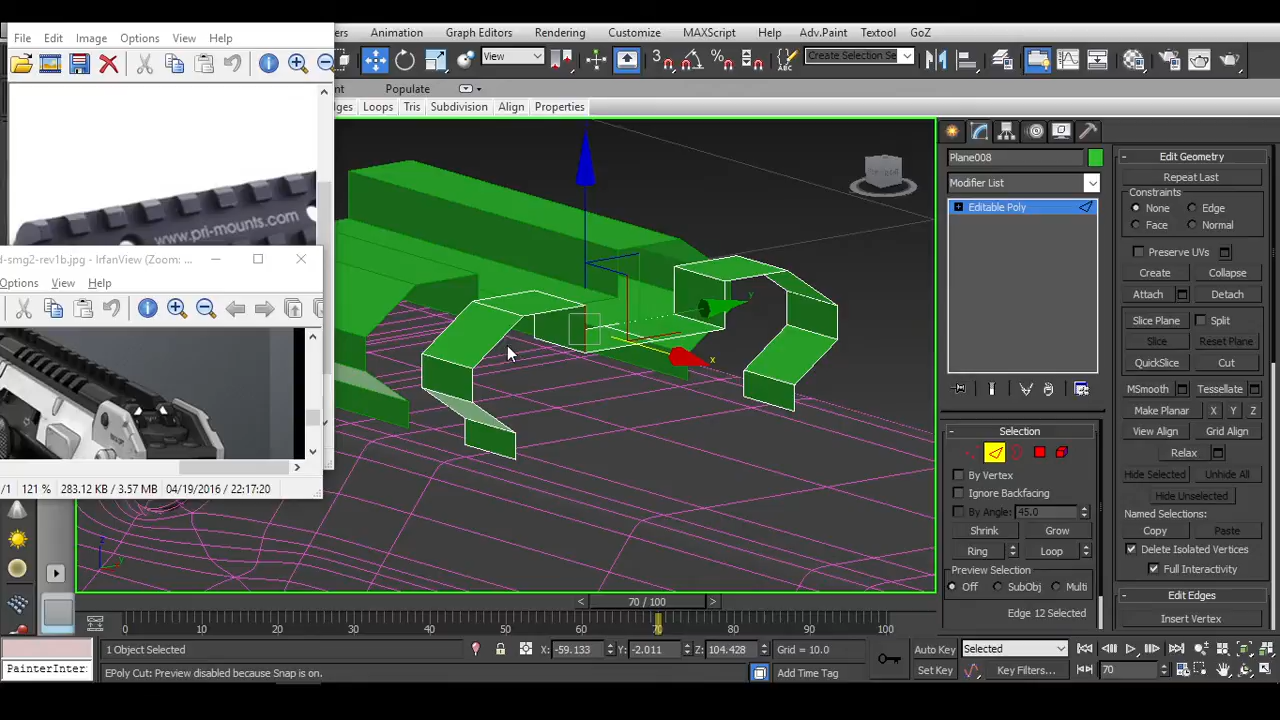 File Edit Image Options View Help
Animation Graph Editors Rendering Customize MAXScript Help Adv.Paint Textool GoZ
View
Create Selection Se
Populate
Loops Tris Subdivision Align Properties
www.pri-mounts.com
d-smg2-rev1b.jpg - IrfanView (Zoom: ...
Options View Help
/1 121 % 283.12 KB / 3.57 MB 04/19/2016 / 22:17:20
z
y
x
z
Plane008
Modifier List
Editable Poly
Selection
By Vertex
Ignore Backfacing
By Angle: 45.0
Shrink Grow
Ring Loop
Preview Selection
Off SubObj Multi
Edge 12 Selected
Edit Geometry
Repeat Last
Constraints
None Edge
Face Normal
Preserve UVs
Create Collapse
Attach Detach
Slice Plane Split
Slice Reset Plane
QuickSlice Cut
MSmooth Tessellate
Make Planar X Y Z
View Align Grid Align
Relax
Hide Selected Unhide All
Hide Unselected
Named Selections:
Copy Paste
Delete Isolated Vertices
Full Interactivity
Edit Edges
Insert Vertex
< 70 / 100 >
0 10 20 30 40 50 60 70 80 90 100
1 Object Selected X: -59.133 Y: -2.011 Z: 104.428 Grid = 10.0 Auto Key Selected
PainterInter EPoly Cut: Preview disabled because Snap is on. Add Time Tag Set Key Key Filters... 70